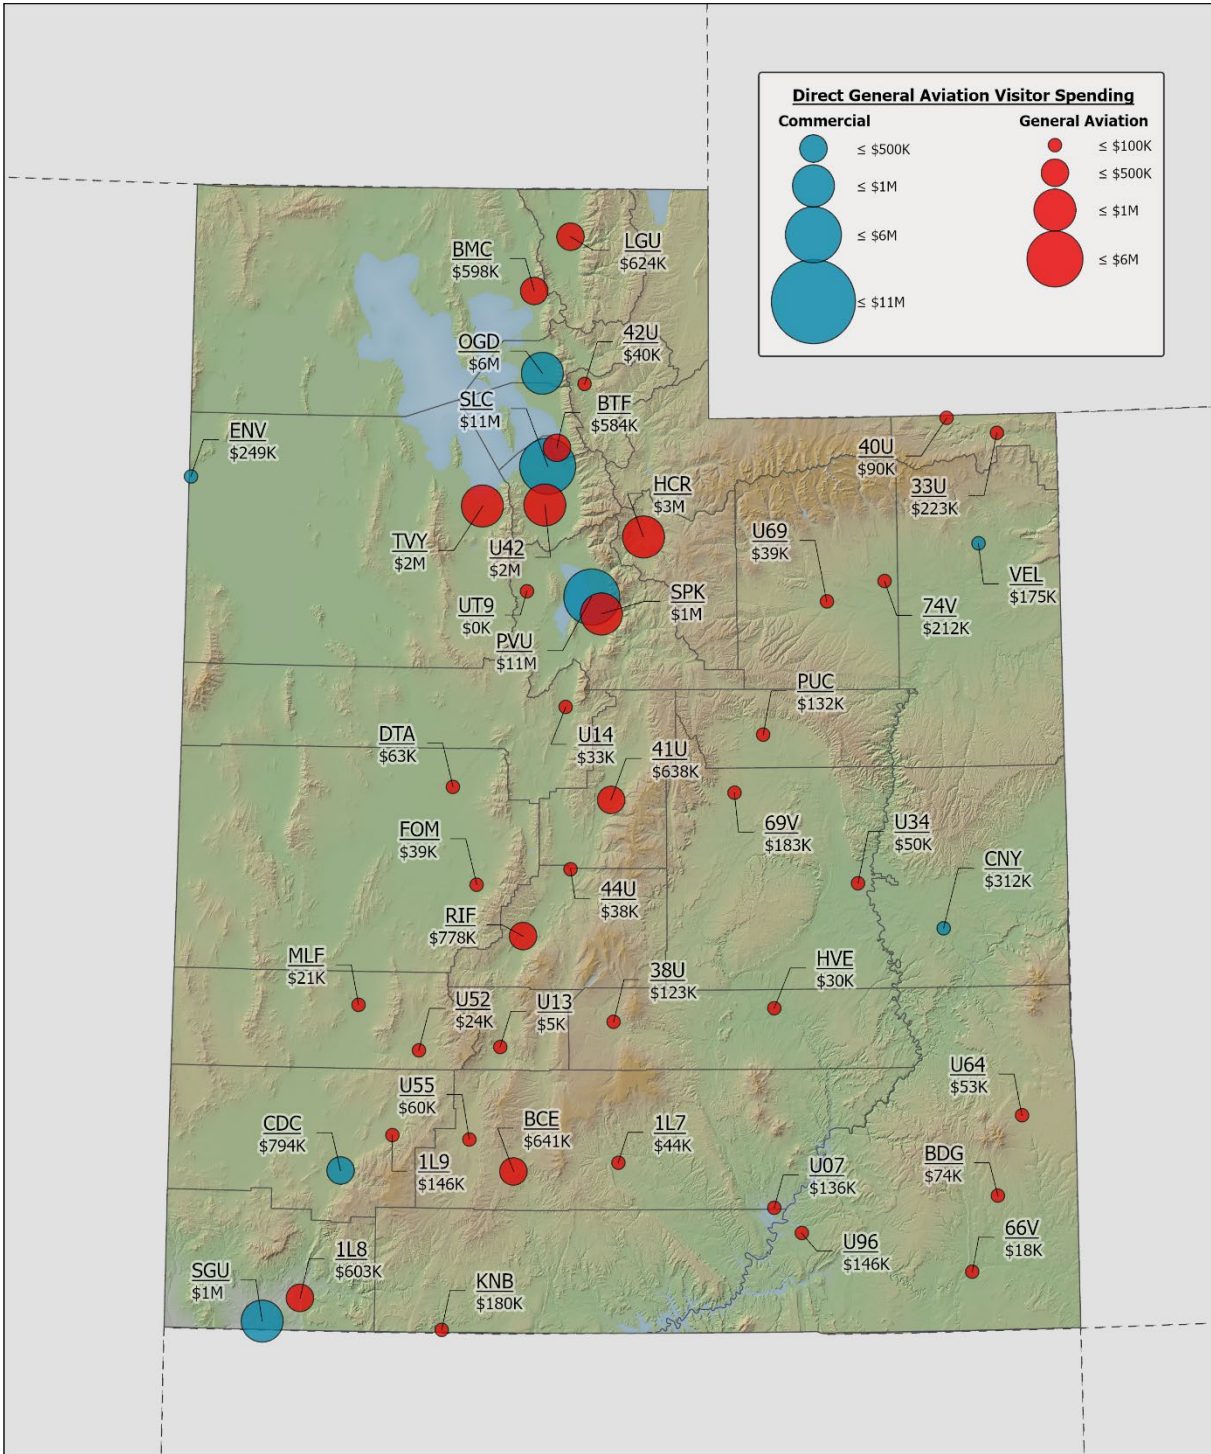 Direct General Aviation Visitor Spending
Commercial
General Aviation
≤ $500K
≤ $1M
≤ $6M
≤ $11M
≤ $100K
≤ $500K
≤ $1M
≤ $6M
LGU
$624K
BMC
$598K
OGD
$6M
42U
$40K
SLC
$11M
BTF
$584K
ENV
$249K
40U
$90K
33U
$223K
HCR
$3M
TVY
$2M
U42
$2M
U69
$39K
VEL
$175K
UT9
$0K
SPK
$1M
74V
$212K
PVU
$11M
PUC
$132K
DTA
$63K
U14
$33K
41U
$638K
FOM
$39K
69V
$183K
U34
$50K
CNY
$312K
44U
$38K
RIF
$778K
MLF
$21K
38U
$123K
HVE
$30K
U52
$24K
U13
$5K
U64
$53K
U55
$60K
CDC
$794K
BCE
$641K
1L7
$44K
1L9
$146K
U07
$136K
BDG
$74K
66V
$18K
U96
$146K
1L8
$603K
SGU
$1M
KNB
$180K